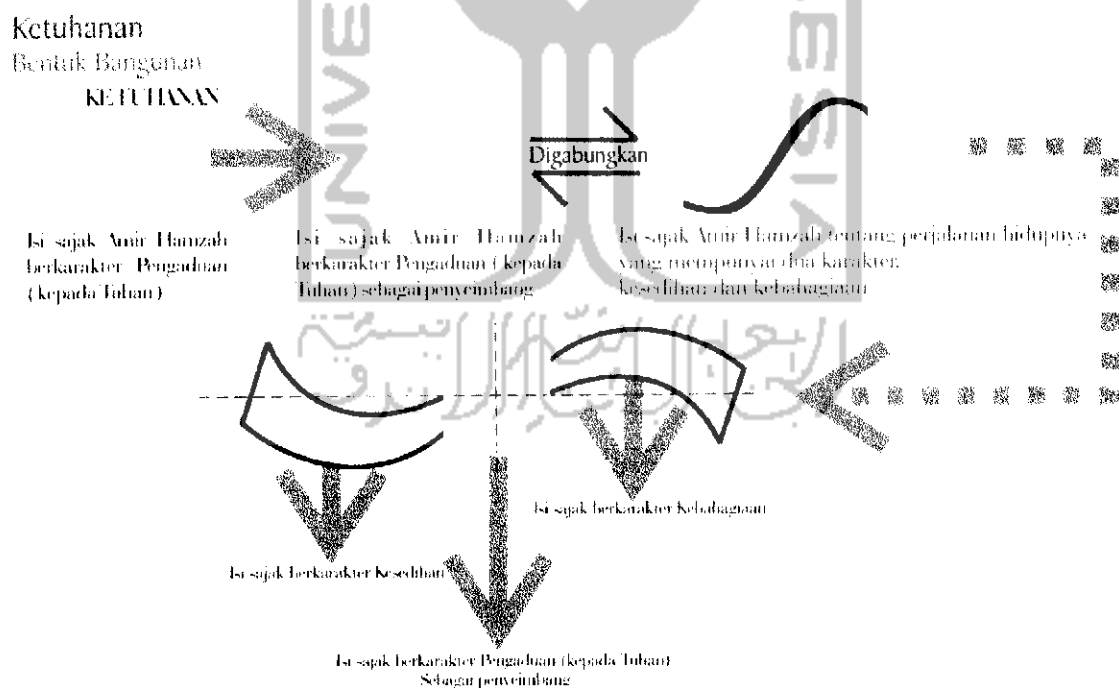 Ketuhanan
Bentuk Bangunan
KETUHANAN
Digabungkan
Isi sajak Amir Hamzah
berkarakter Pengaduan
(kepada Tuhan)
Isi sajak Amir Hamzah
berkarakter Pengaduan (kepada
Tuhan) sebagai penyeimbang
Isi sajak Amir Hamzah tentang perjalanan hidupnya
yang mempunyai dua karakter,
kesedihan dan kebahagiaan
Isi sajak berkarakter Kebahagiaan
Isi sajak berkarakter Kesedihan
Isi sajak berkarakter Pengaduan (kepada Tuhan)
Sebagai penyeimbang